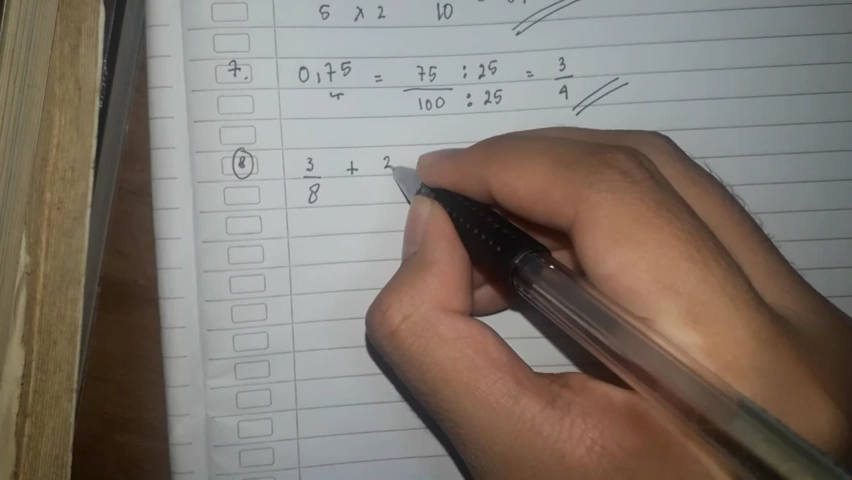 5 x 2 10
7. 0,75 = 75 : 25 = 3
100 : 25 4
8 3 + 2
8